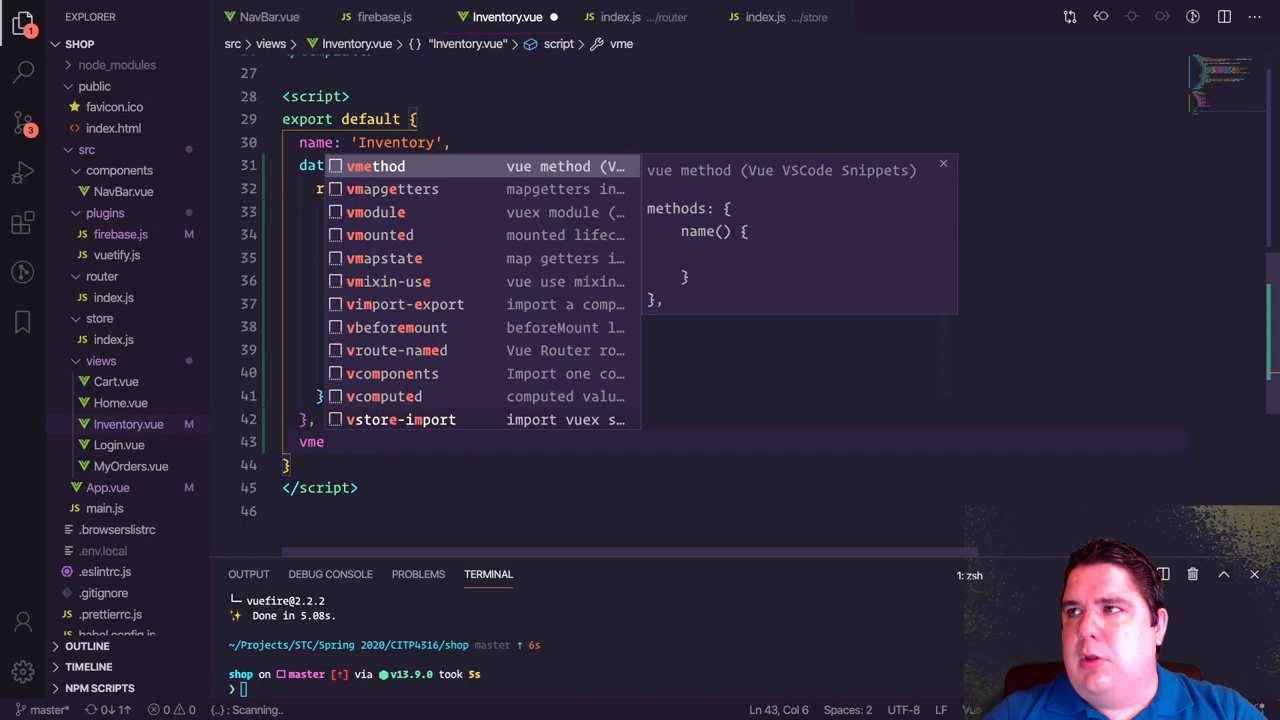 EXPLORER
NavBar.vue
firebase.js
Inventory.vue
index.js .../router
index.js .../store
SHOP
src
views
Inventory.vue
{ } "Inventory.vue"
script
vme
node_modules
public
favicon.ico
index.html
src
components
NavBar.vue
plugins
firebase.js
vuetify.js
router
index.js
store
index.js
views
Cart.vue
Home.vue
Inventory.vue M
Login.vue
MyOrders.vue
App.vue M
main.js
.browserslistrc
.env.local
.eslintrc.js
.gitignore
.prettierrc.js
babel.config.js
OUTLINE
TIMELINE
NPM SCRIPTS
27
28 <script>
29 export default {
30 name: 'Inventory',
31 dat
32 r
33
34
35
36
37
38
39
40
41 }
42 },
43 vme
44 }
45 </script>
46
vmethod vue method (V…
vmapgetters mapgetters in…
vmodule vuex module (…
vmounted mounted lifec…
vmapstate map getters i…
vmixin-use vue use mixin…
vimport-export import a comp…
vbeforemount beforeMount l…
vroute-named Vue Router ro…
vcomponents Import one co…
vcomputed computed valu…
vstore-import import vuex s…
vue method (Vue VSCode Snippets)
methods: {
name() {
}
},
OUTPUT
DEBUG CONSOLE
PROBLEMS
TERMINAL
1: zsh
└─ vuefire@2.2.2
✨ Done in 5.08s.
~/Projects/STC/Spring 2020/CITP4316/shop master ⇡ 6s
shop on master [↑] via v13.9.0 took 5s
❯
1
3
master*
0↓ 1↑
0 0
{..} : Scanning..
Ln 43, Col 6
Spaces: 2
UTF-8
LF